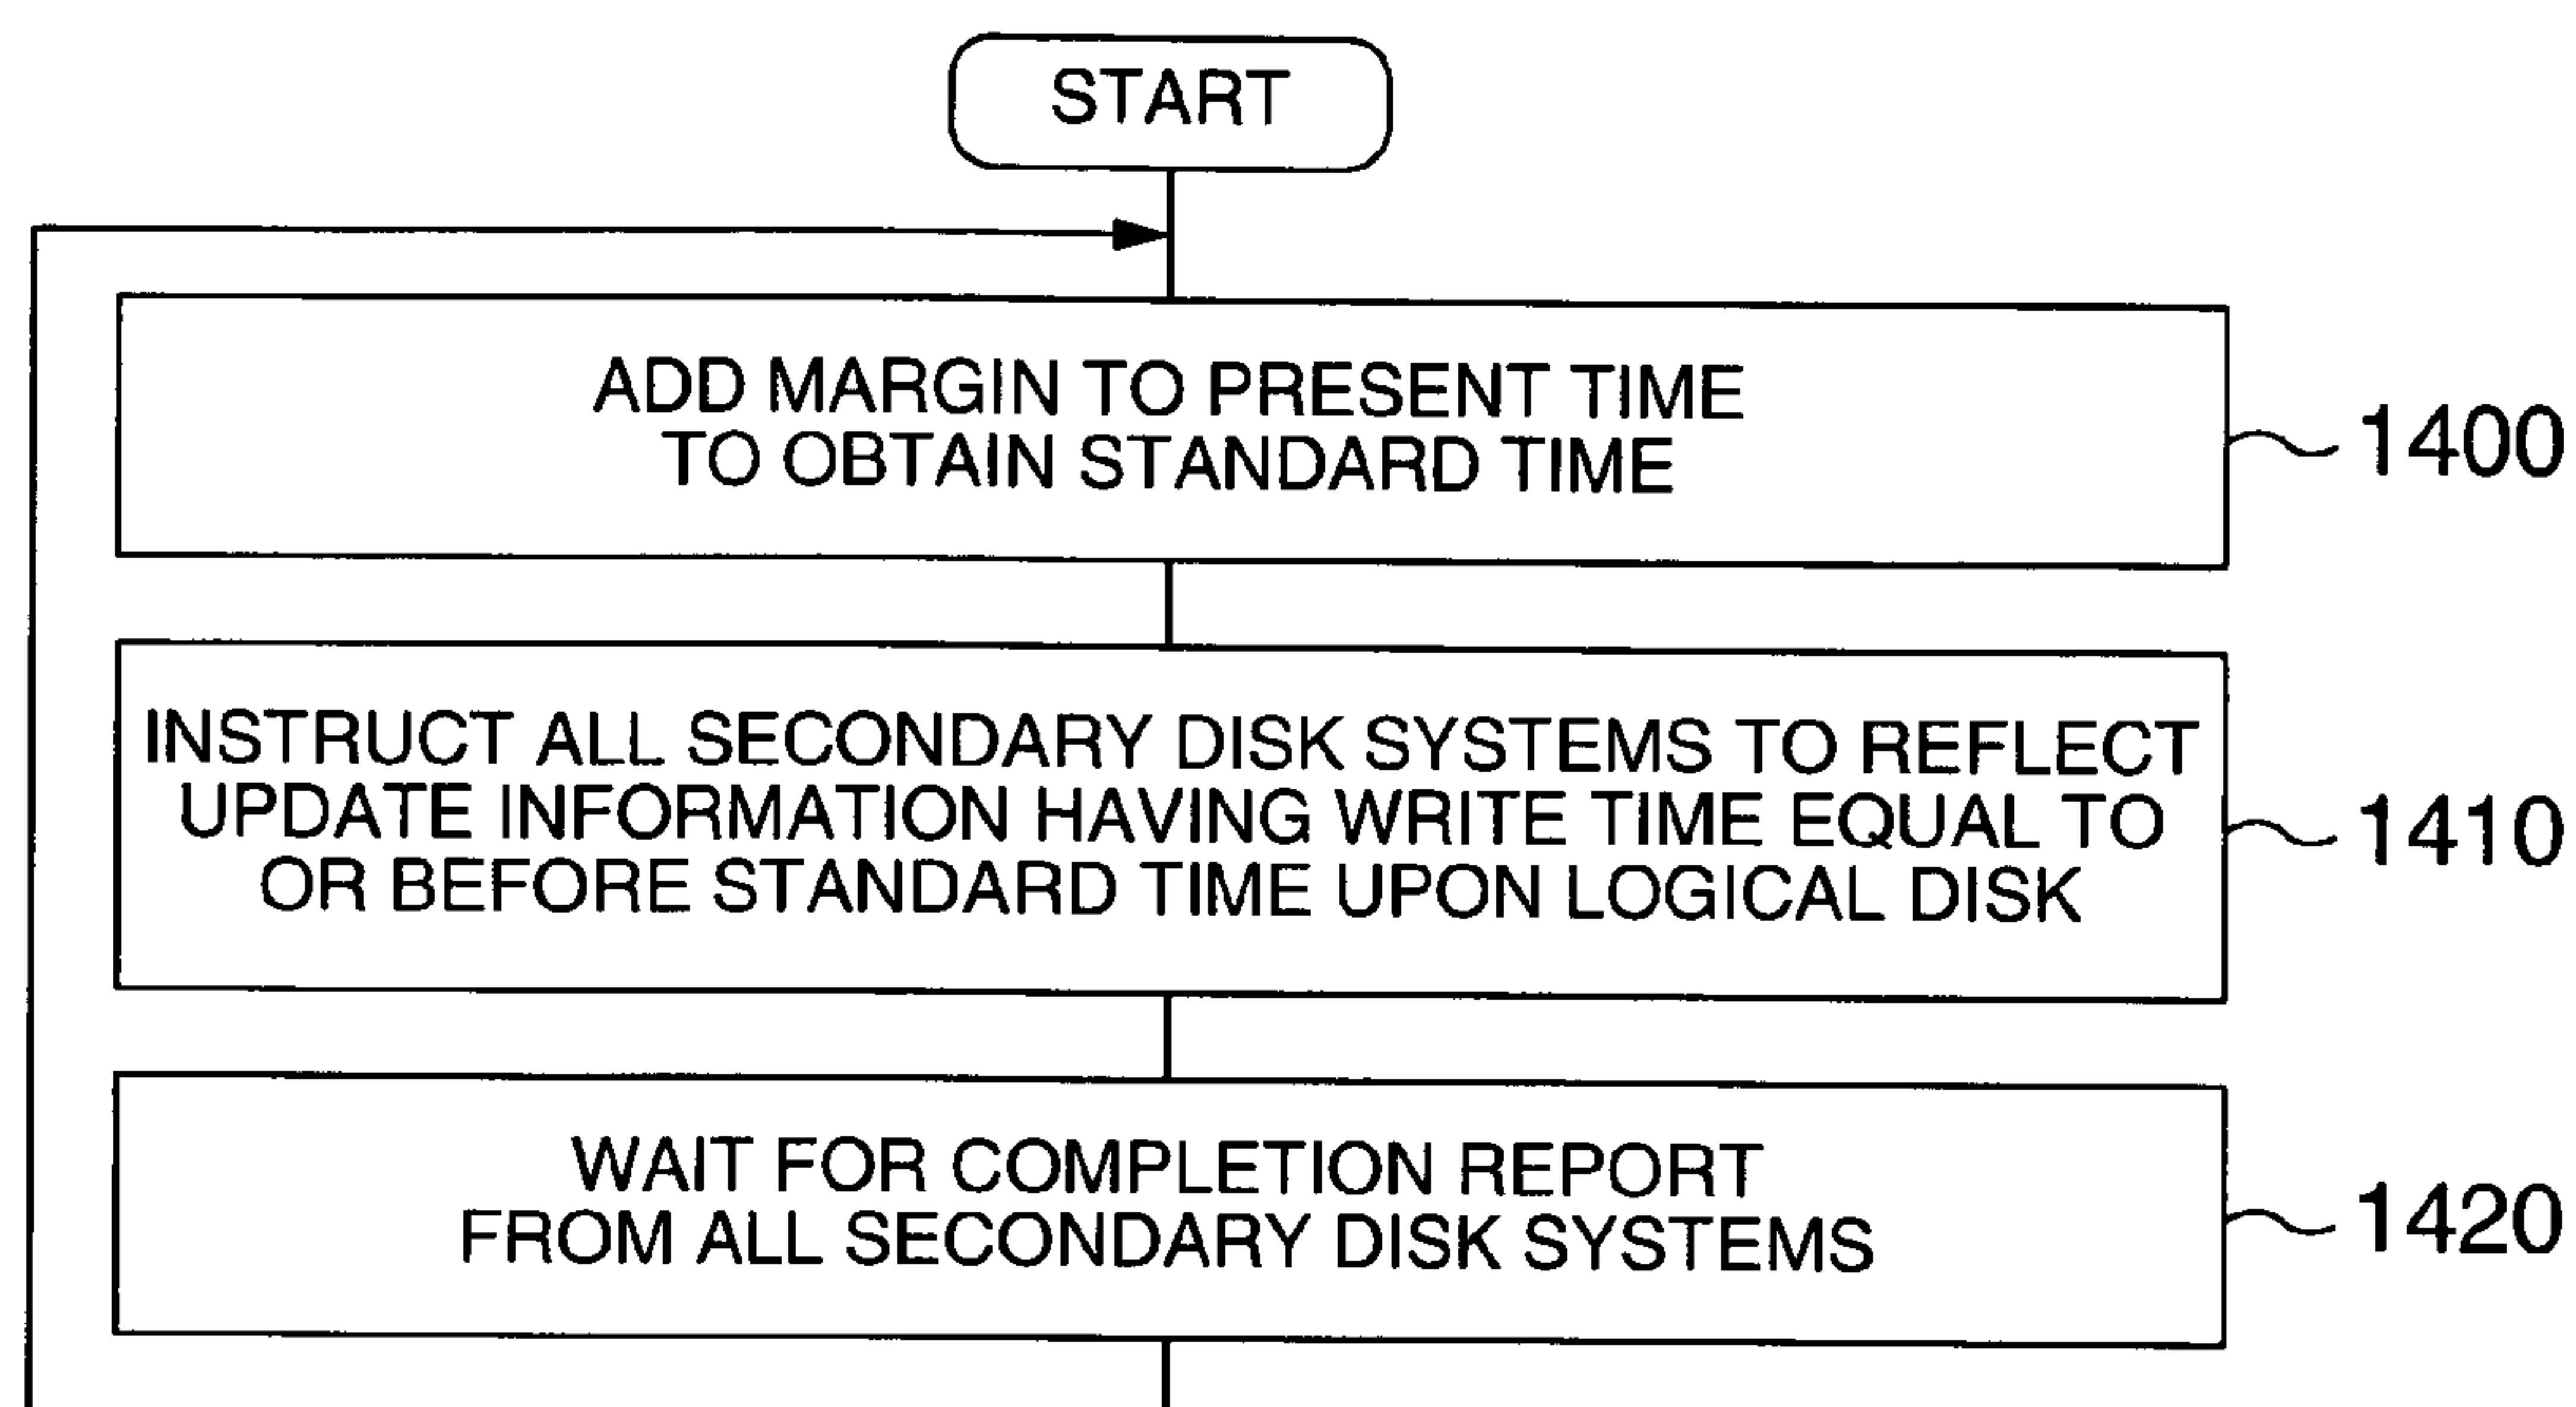 START
ADD MARGIN TO PRESENT TIME
TO OBTAIN STANDARD TIME
1400
INSTRUCT ALL SECONDARY DISK SYSTEMS TO REFLECT
UPDATE INFORMATION HAVING WRITE TIME EQUAL TO
OR BEFORE STANDARD TIME UPON LOGICAL DISK
1410
WAIT FOR COMPLETION REPORT
FROM ALL SECONDARY DISK SYSTEMS
1420